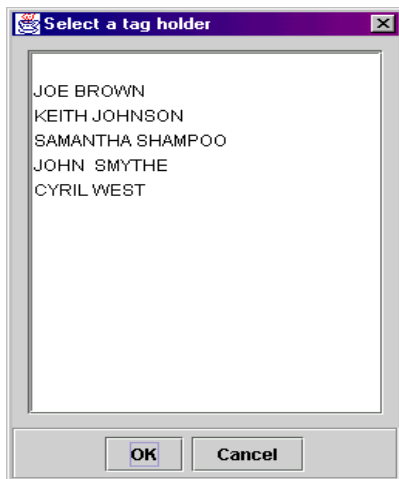 Select a tag holder
JOE BROWN
KEITH JOHNSON
SAMANTHA SHAMPOO
JOHN  SMYTHE
CYRIL WEST
OK
Cancel